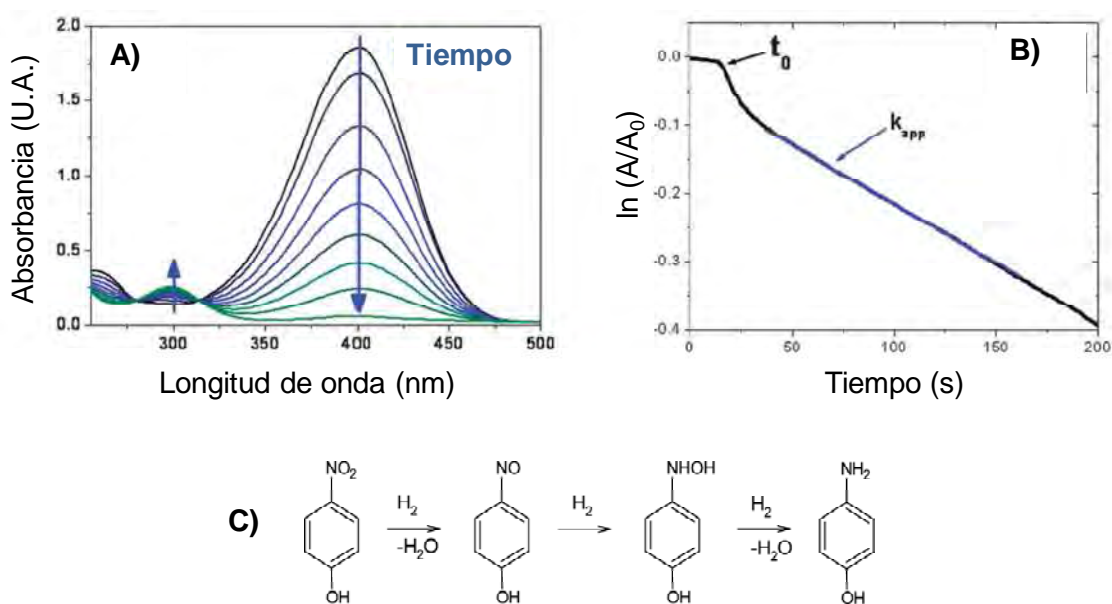 A)
Tiempo
Absorbancia (U.A.)
2.0
1.5
1.0
0.5
0.0
300
350
400
450
500
Longitud de onda (nm)
B)
t₀
kₐₚₚ
ln (A/A₀)
0.0
-0.1
-0.2
-0.3
-0.4
0
50
100
150
200
Tiempo (s)
C)
NO₂
OH
H₂
-H₂O
NO
OH
H₂
NHOH
OH
H₂
-H₂O
NH₂
OH